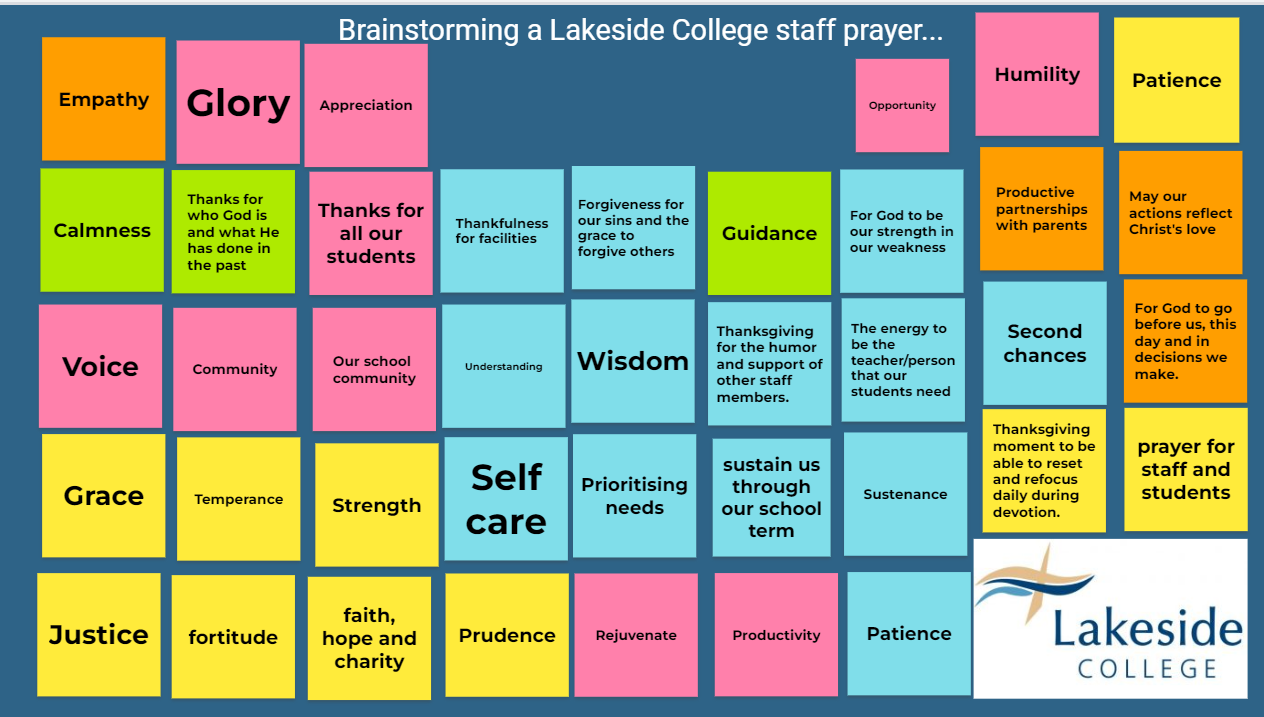 Brainstorming a Lakeside College staff prayer...
Empathy
Glory
Appreciation
Opportunity
Humility
Patience
Calmness
Thanks for
who God is
and what He
has done in
the past
Thanks for
all our
students
Thankfulness
for facilities
Forgiveness for
our sins and the
grace to
forgive others
Guidance
For God to be
our strength in
our weakness
Productive
partnerships
with parents
May our
actions reflect
Christ's love
Voice
Community
Our school
community
Understanding
Wisdom
Thanksgiving
for the humor
and support of
other staff
members.
The energy to
be the
teacher/person
that our
students need
Second
chances
For God to go
before us, this
day and in
decisions we
make.
Grace
Temperance
Strength
Self
care
Prioritising
needs
sustain us
through
our school
term
Sustenance
Thanksgiving
moment to be
able to reset
and refocus
daily during
devotion.
prayer for
staff and
students
Justice
fortitude
faith,
hope and
charity
Prudence
Rejuvenate
Productivity
Patience
Lakeside
COLLEGE